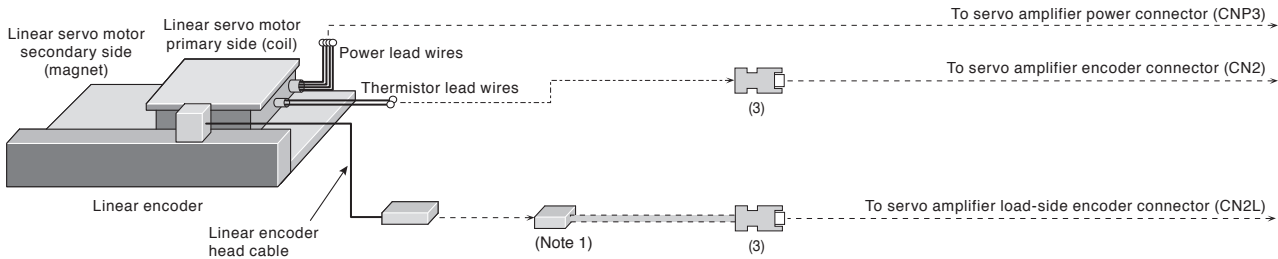 Linear servo motor
secondary side
(magnet)
Linear servo motor
primary side (coil)
Power lead wires
Thermistor lead wires
To servo amplifier power connector (CNP3)
To servo amplifier encoder connector (CN2)
(3)
Linear encoder
Linear encoder
head cable
(Note 1)
(3)
To servo amplifier load-side encoder connector (CN2L)